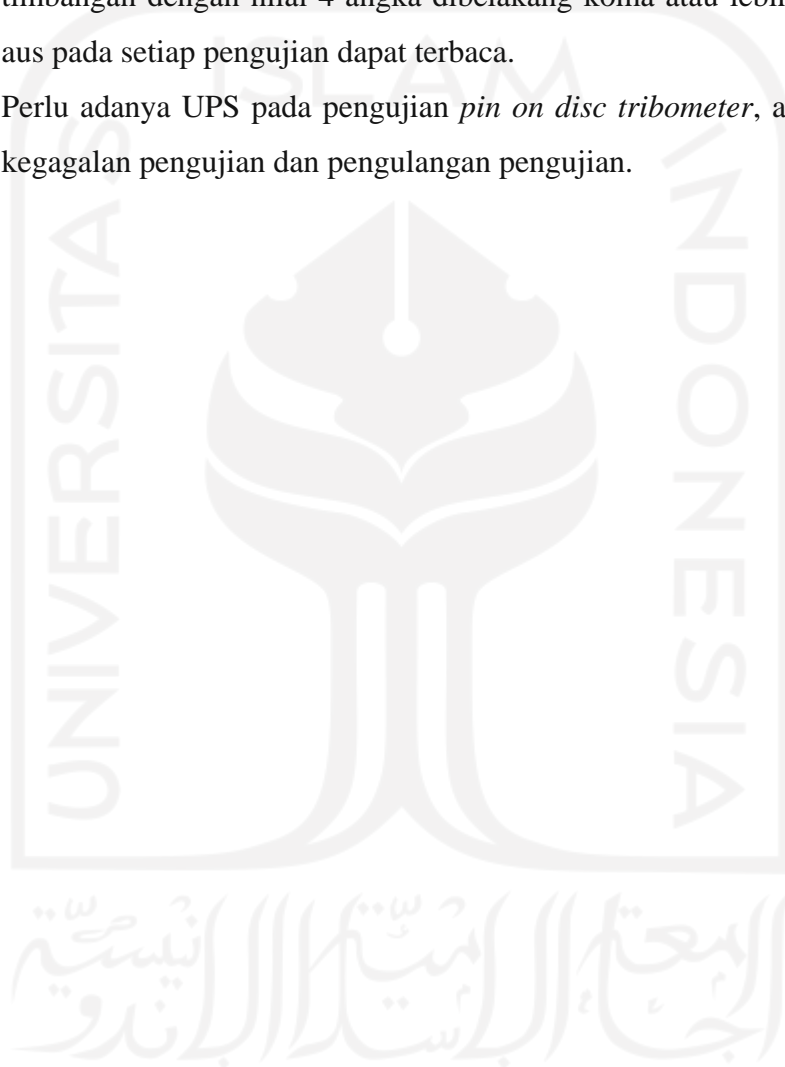 timbangan dengan nilai 4 angka dibelakang koma atau lebih
aus pada setiap pengujian dapat terbaca.
Perlu adanya UPS pada pengujian pin on disc tribometer, a
kegagalan pengujian dan pengulangan pengujian.
ISLAM
UNIVERSITAS
INDONESIA